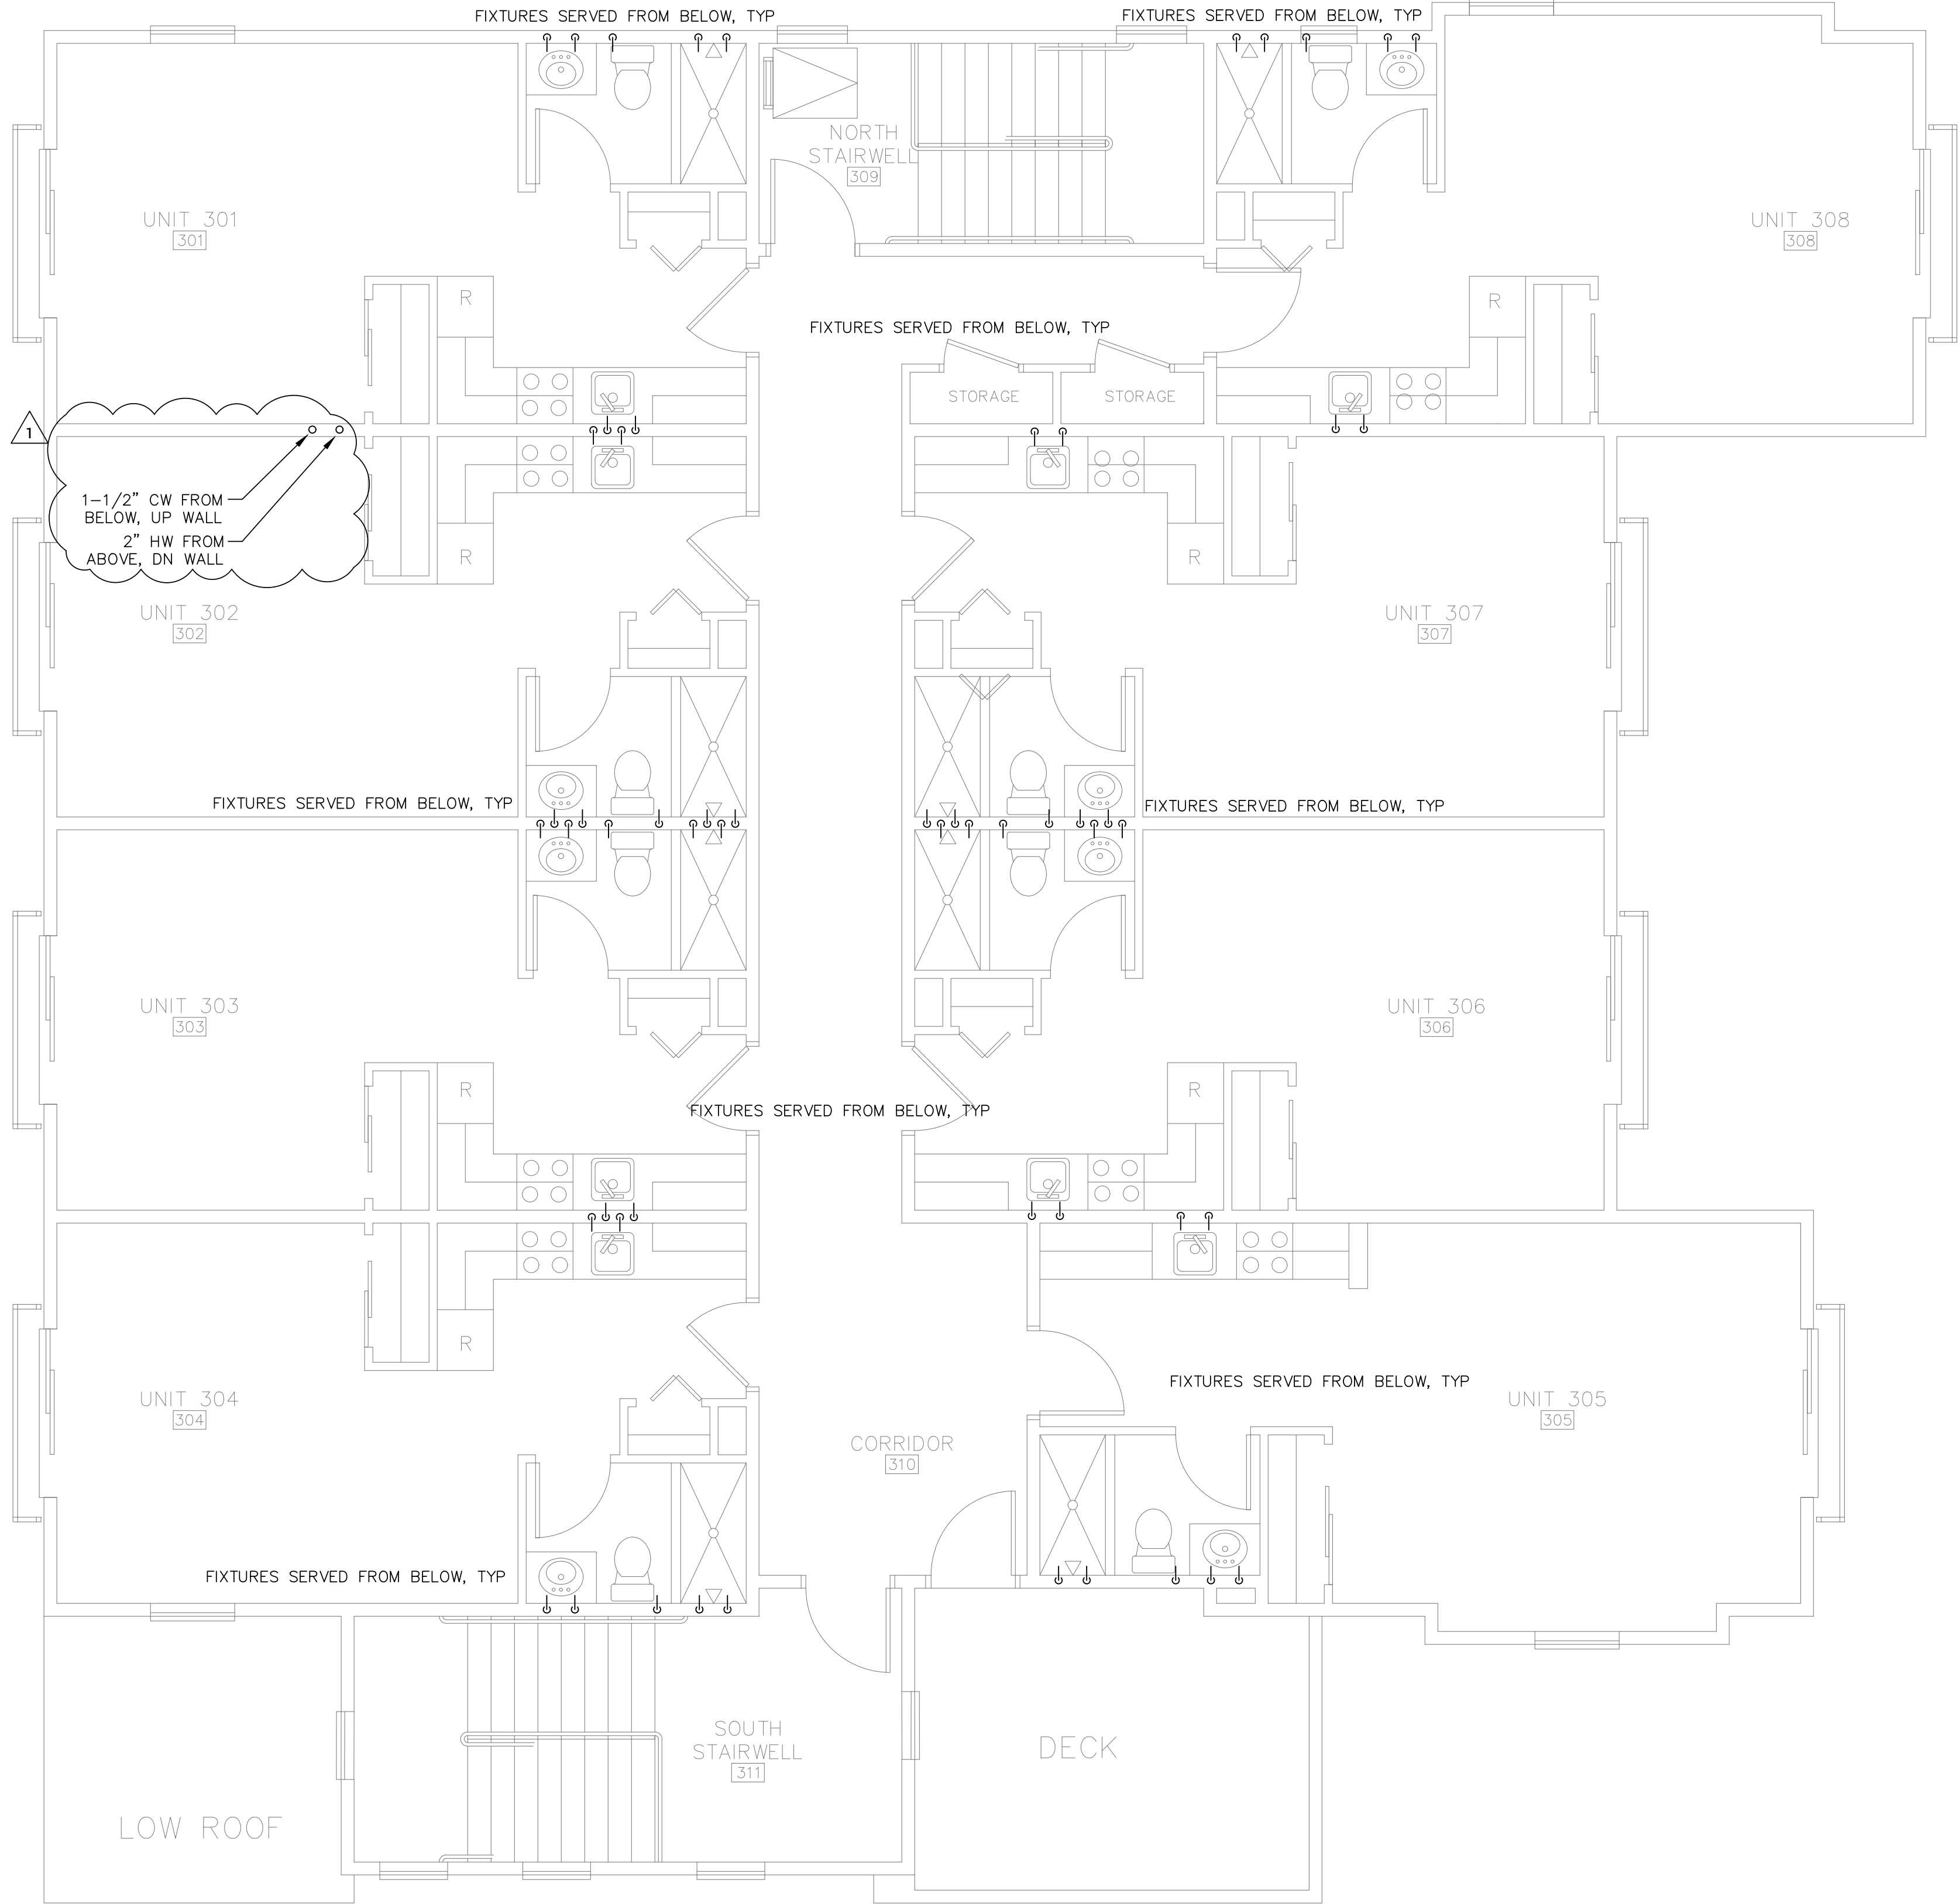 FIXTURES SERVED FROM BELOW, TYP
FIXTURES SERVED FROM BELOW, TYP
NORTH
STAIRWELL
309
UNIT 301
301
UNIT 308
308
R
R
FIXTURES SERVED FROM BELOW, TYP
STORAGE
STORAGE
1
1-1/2" CW FROM
BELOW, UP WALL
2" HW FROM
ABOVE, DN WALL
R
R
UNIT 302
302
UNIT 307
307
FIXTURES SERVED FROM BELOW, TYP
FIXTURES SERVED FROM BELOW, TYP
UNIT 303
303
UNIT 306
306
R
R
FIXTURES SERVED FROM BELOW, TYP
R
FIXTURES SERVED FROM BELOW, TYP
UNIT 304
304
UNIT 305
305
CORRIDOR
310
FIXTURES SERVED FROM BELOW, TYP
SOUTH
STAIRWELL
311
DECK
LOW ROOF